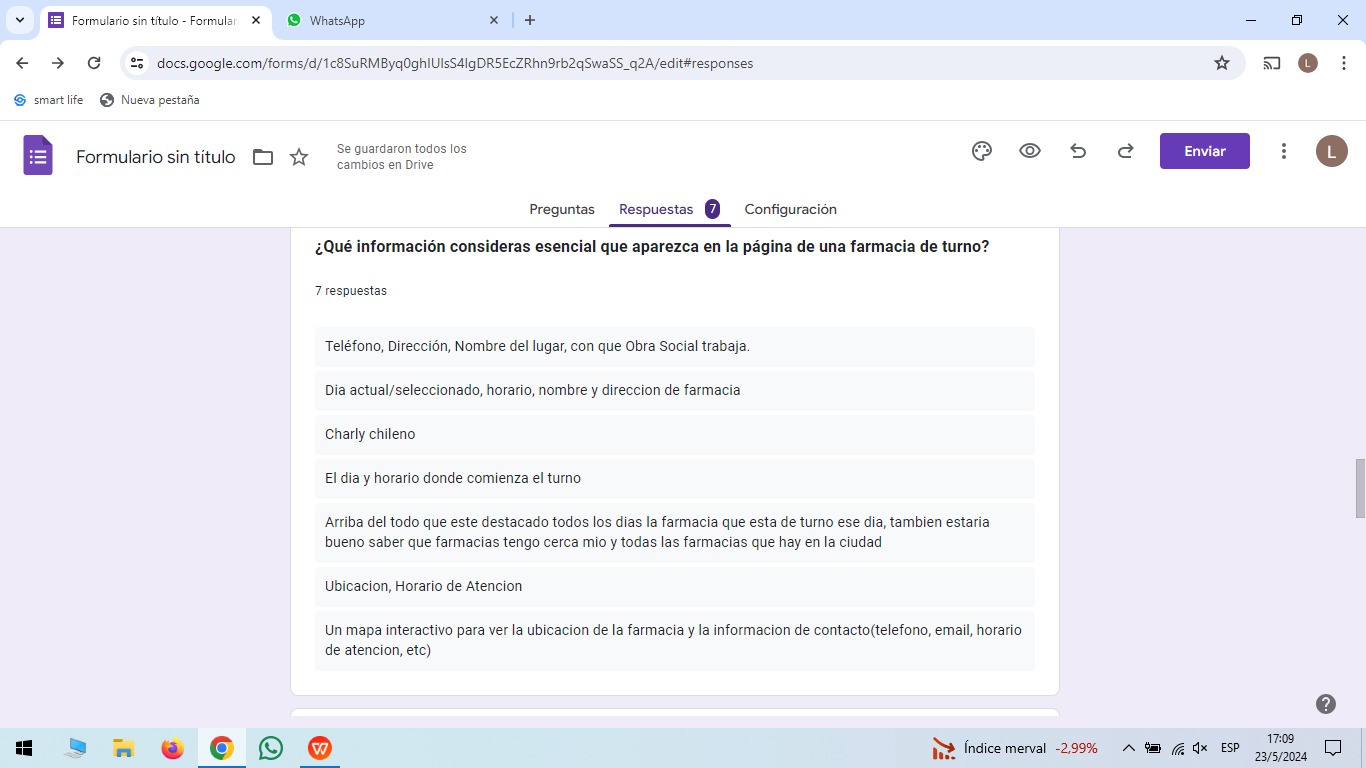 Formulario sin título - Formular
WhatsApp
docs.google.com/forms/d/1c8SuRMByq0ghIUIsS4IgDR5EcZRhn9rb2qSwaSS_q2A/edit#responses
L
smart life
Nueva pestaña
Formulario sin título
Se guardaron todos los
cambios en Drive
Enviar
L
Preguntas
Respuestas 7
Configuración
¿Qué información consideras esencial que aparezca en la página de una farmacia de turno?
7 respuestas
Teléfono, Dirección, Nombre del lugar, con que Obra Social trabaja.
Dia actual/seleccionado, horario, nombre y direccion de farmacia
Charly chileno
El dia y horario donde comienza el turno
Arriba del todo que este destacado todos los dias la farmacia que esta de turno ese dia, tambien estaria
bueno saber que farmacias tengo cerca mio y todas las farmacias que hay en la ciudad
Ubicacion, Horario de Atencion
Un mapa interactivo para ver la ubicacion de la farmacia y la informacion de contacto(telefono, email, horario
de atencion, etc)
Índice merval -2,99%
ESP
17:09
23/5/2024